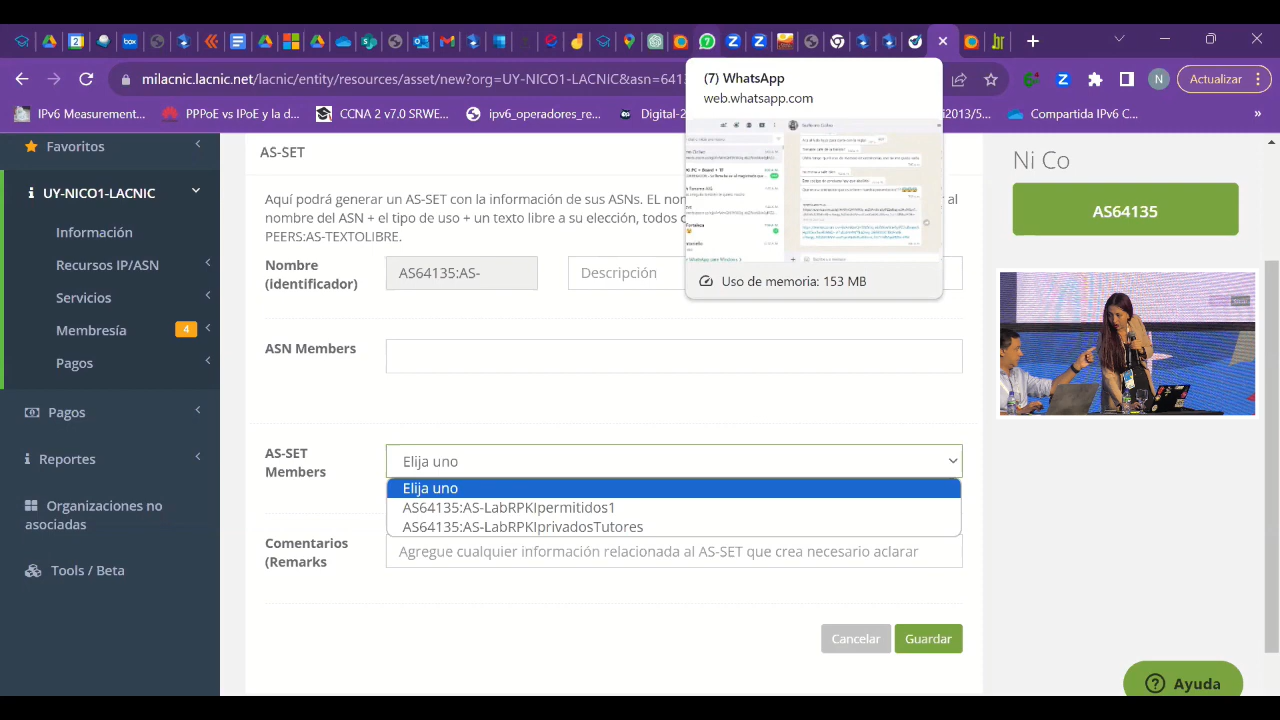 milacnic.lacnic.net/lacnic/entity/resources/asset/new?org=UY-NICO1-LACNIC&asn=6413
N
Actualizar
IPv6 Measurement...
PPPoE vs IPoE y la d...
CCNA 2 v7.0 SRWE...
ipv6_operadores_re...
Digital-2
i2013/5...
Compartida IPv6 C...
»
(7) WhatsApp
web.whatsapp.com
Uso de memoria: 153 MB
Favoritos
UY-NICO1-LACNIC
Información
Recurso IP/ASN
Servicios
Membresía
4
Pagos
Pagos
Reportes
Organizaciones no
asociadas
Tools / Beta
AS-SET
Aquí podrá generar un AS-SET con la información de sus ASNs. EL nom
nombre del ASN + el tipo de uso + un texto libre a su elección
PEERS:AS-TEXTOLIBRE.
Nombre
(identificador)
AS64135:AS-
Descripción
ASN Members
AS-SET
Members
Elija uno
Elija uno
AS64135:AS-LabRPKIpermitidos1
AS64135:AS-LabRPKIprivadosTutores
Comentarios
(Remarks
Agregue cualquier información relacionada al AS-SET que crea necesario aclarar
Cancelar
Guardar
Ni Co
AS64135
Ayuda